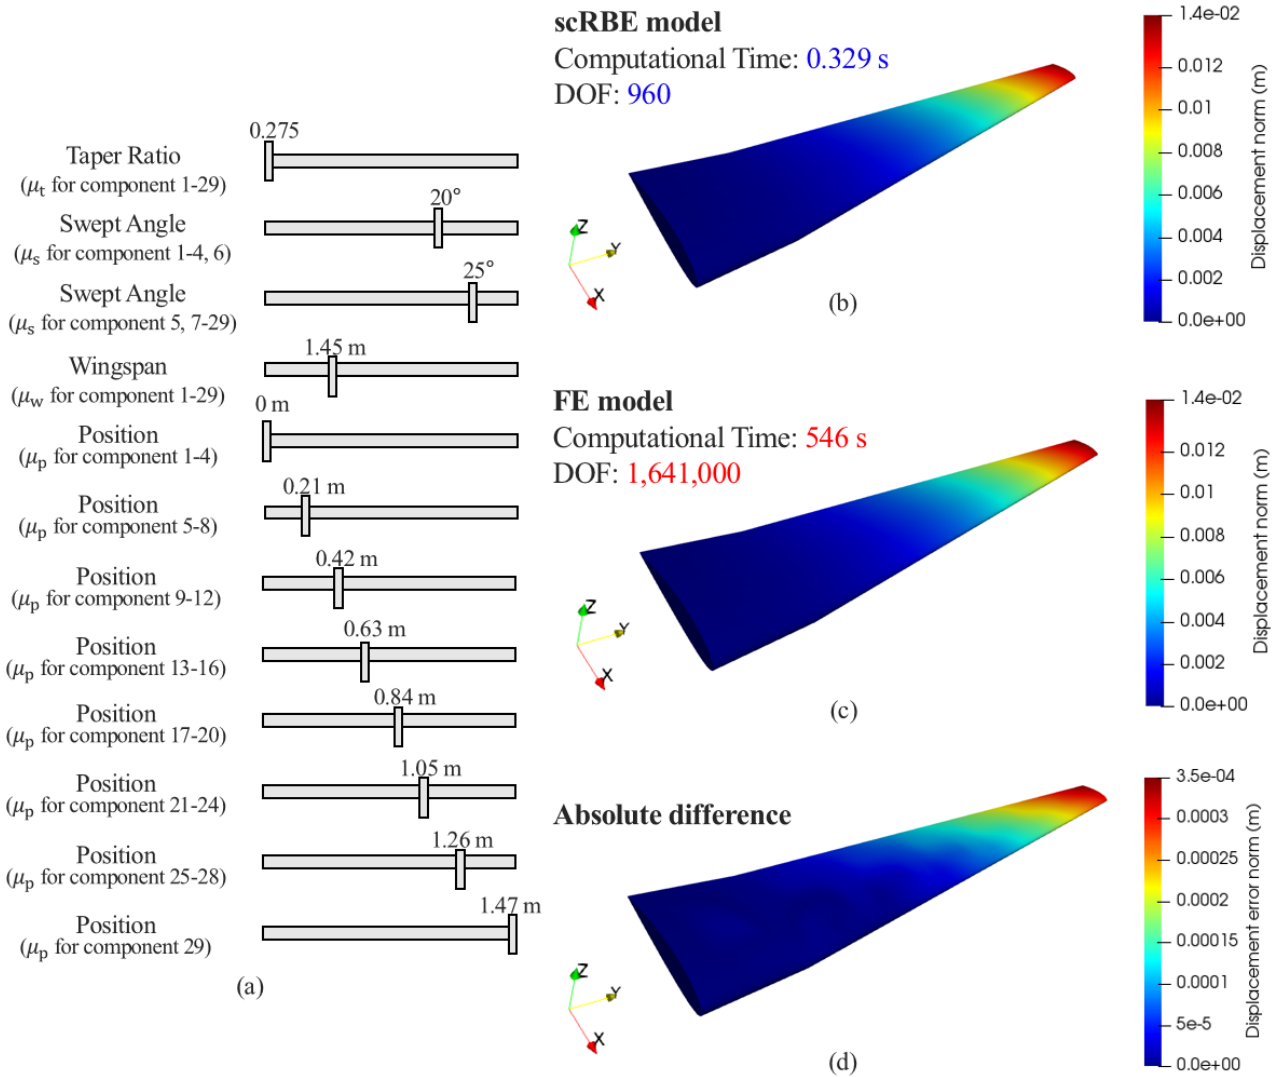 0.275
Taper Ratio
(μt for component 1-29)
20°
Swept Angle
(μs for component 1-4, 6)
25°
Swept Angle
(μs for component 5, 7-29)
1.45 m
Wingspan
(μw for component 1-29)
0 m
Position
(μp for component 1-4)
0.21 m
Position
(μp for component 5-8)
0.42 m
Position
(μp for component 9-12)
0.63 m
Position
(μp for component 13-16)
0.84 m
Position
(μp for component 17-20)
1.05 m
Position
(μp for component 21-24)
1.26 m
Position
(μp for component 25-28)
1.47 m
Position
(μp for component 29)
(a)
scRBE model
Computational Time: 0.329 s
DOF: 960
Z
Y
X
(b)
1.4e-02
0.012
0.01
0.008
0.006
0.004
0.002
0.0e+00
Displacement norm (m)
FE model
Computational Time: 546 s
DOF: 1,641,000
Z
Y
X
(c)
1.4e-02
0.012
0.01
0.008
0.006
0.004
0.002
0.0e+00
Displacement norm (m)
Absolute difference
Z
Y
X
(d)
3.5e-04
0.0003
0.00025
0.0002
0.00015
0.0001
5e-5
0.0e+00
Displacement error norm (m)